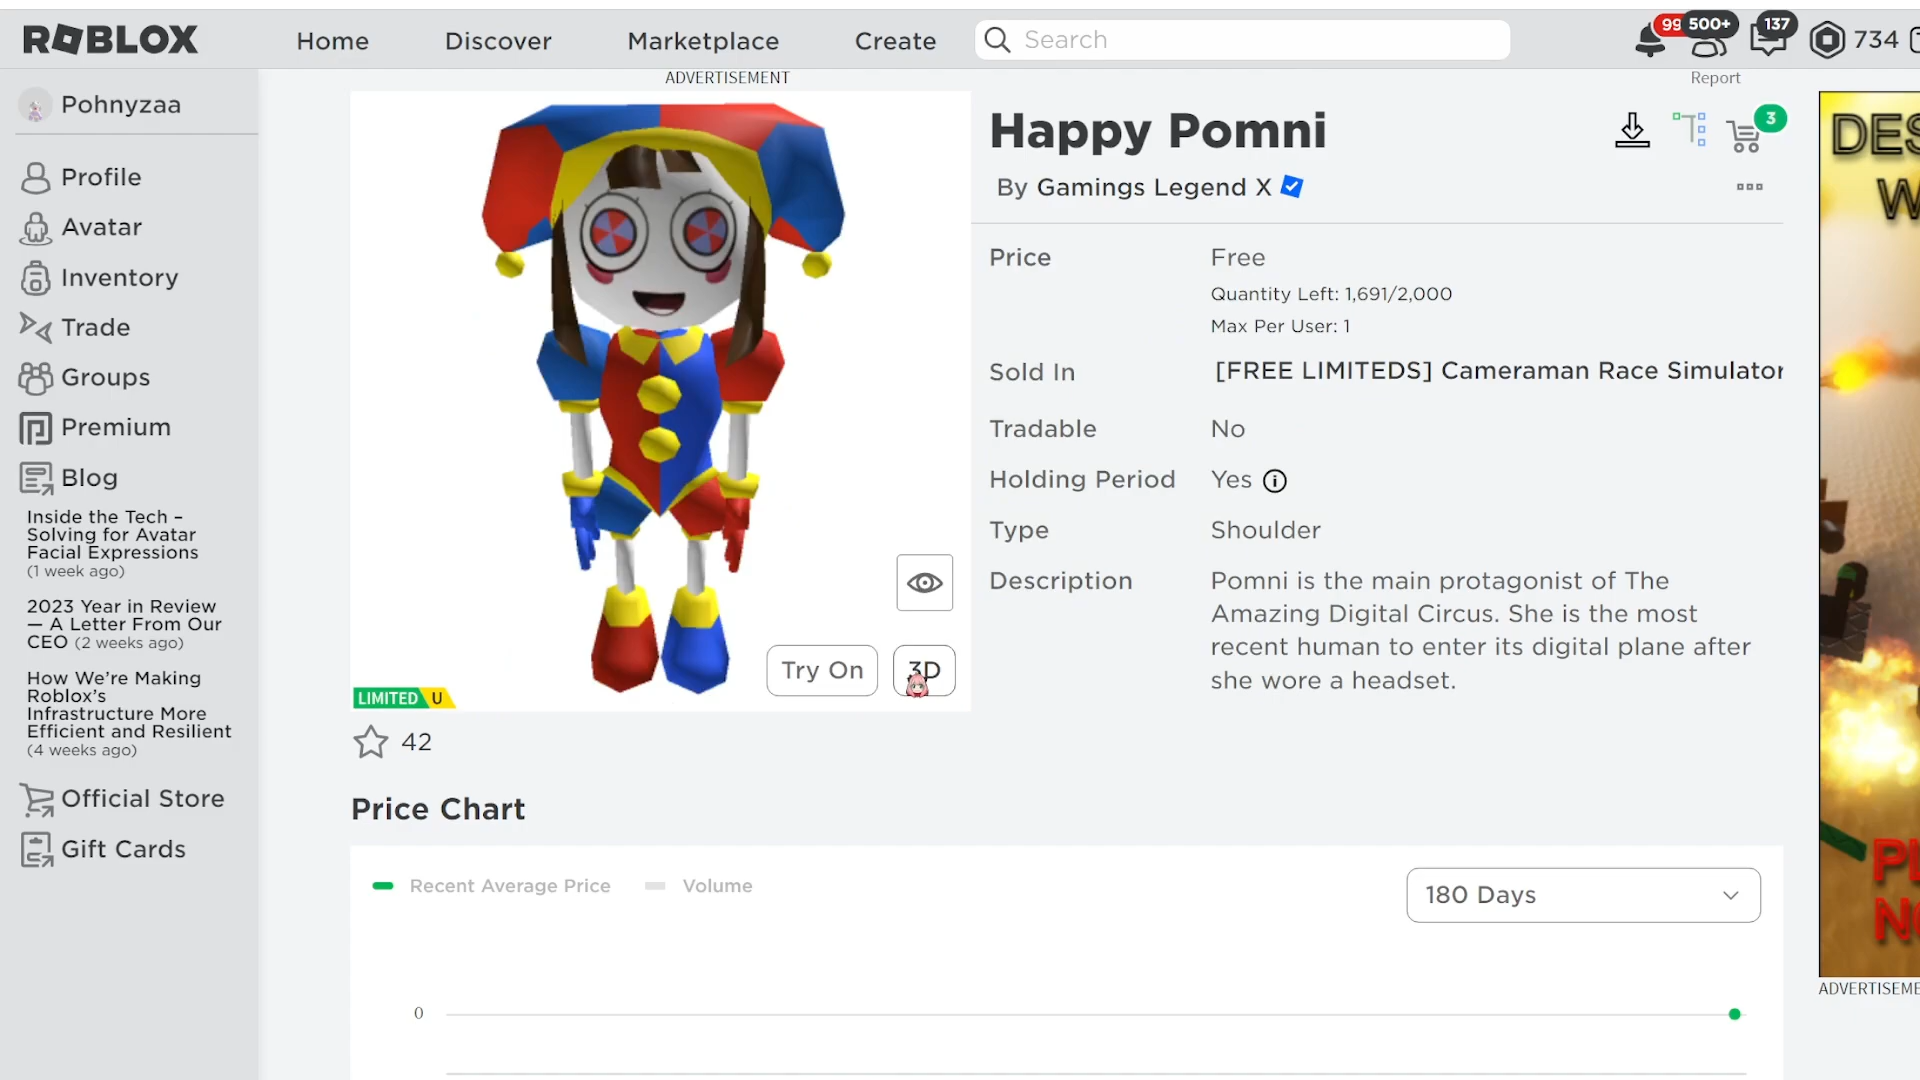 ROBLOX
Home
Discover
Marketplace
Create
Search
99
500+
137
734
ADVERTISEMENT
Report
Pohnyzaa
Profile
Avatar
Inventory
Trade
Groups
Premium
Blog
Inside the Tech –
Solving for Avatar
Facial Expressions
(1 week ago)
2023 Year in Review
— A Letter From Our
CEO (2 weeks ago)
How We're Making
Roblox's
Infrastructure More
Efficient and Resilient
(4 weeks ago)
Official Store
Gift Cards
Try On
3D
LIMITED U
42
Happy Pomni
3
By Gamings Legend X
Price
Free
Quantity Left: 1,691/2,000
Max Per User: 1
Sold In
[FREE LIMITEDS] Cameraman Race Simulator
Tradable
No
Holding Period
Yes
Type
Shoulder
Description
Pomni is the main protagonist of The
Amazing Digital Circus. She is the most
recent human to enter its digital plane after
she wore a headset.
Price Chart
Recent Average Price
Volume
180 Days
0
DES
W
PL
NO
ADVERTISEME